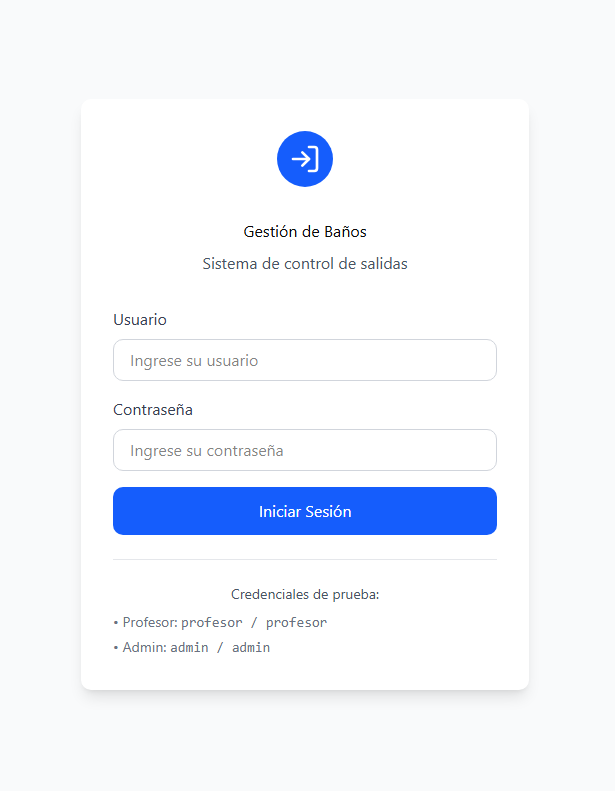 Gestión de Baños
Sistema de control de salidas
Usuario
Ingrese su usuario
Contraseña
Ingrese su contraseña
Iniciar Sesión
Credenciales de prueba:
• Profesor: profesor / profesor
• Admin: admin / admin